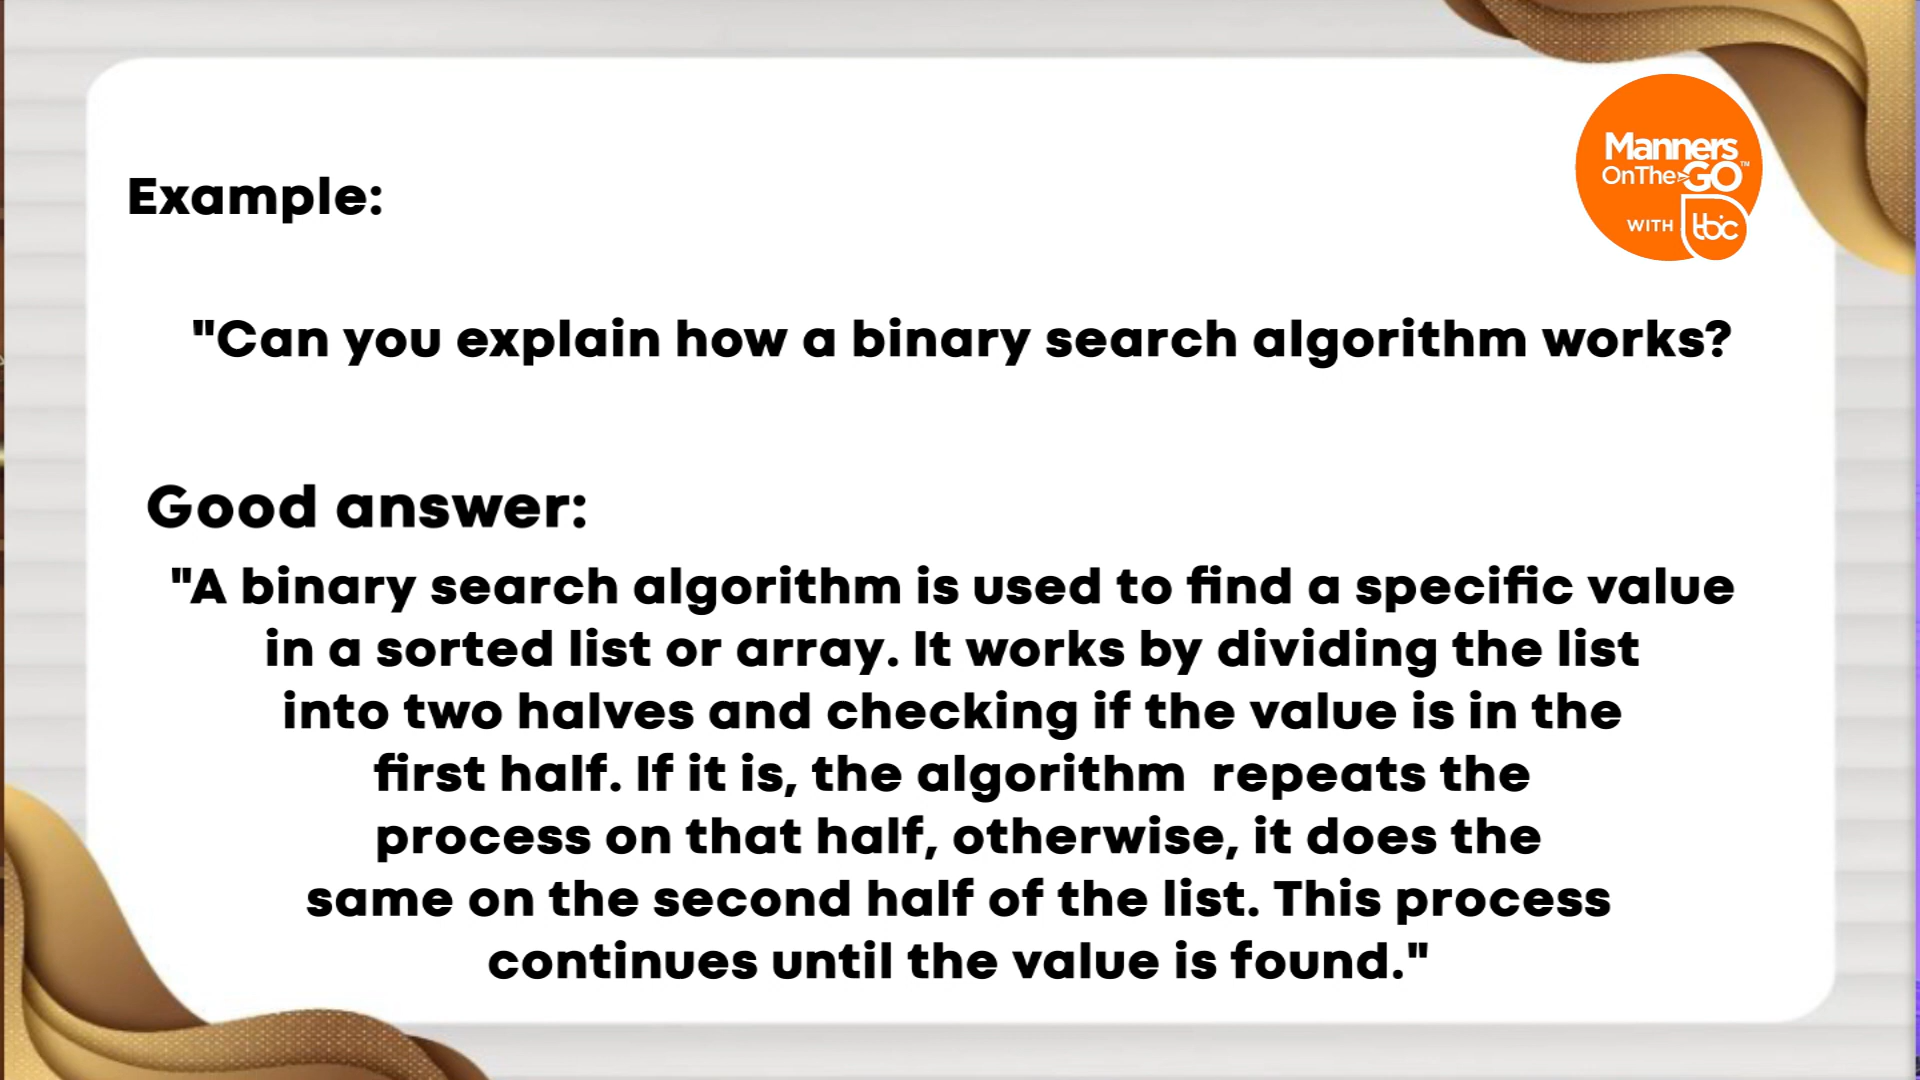 Manners
OnThe GO™
WITH tbc
Example:
"Can you explain how a binary search algorithm works?
Good answer:
"A binary search algorithm is used to find a specific value
in a sorted list or array. It works by dividing the list
into two halves and checking if the value is in the
first half. If it is, the algorithm  repeats the
process on that half, otherwise, it does the
same on the second half of the list. This process
continues until the value is found."